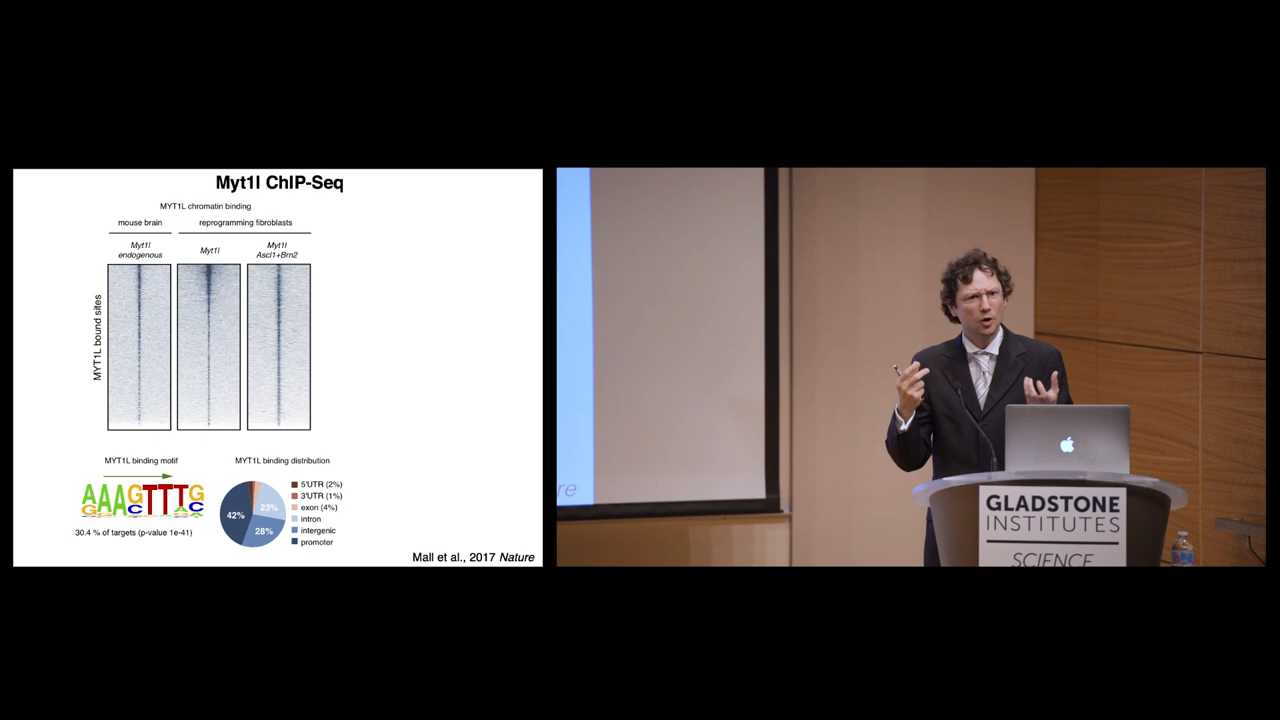 Myt1l ChIP-Seq
MYT1L chromatin binding
mouse brain
reprogramming fibroblasts
Myt1l
endogenous
Myt1l
Myt1l
Ascl1+Brn2
MYT1L bound sites
MYT1L binding motif
AAAGTTTG
30.4 % of targets (p-value 1e-41)
MYT1L binding distribution
42%
23%
28%
5'UTR (2%)
3'UTR (1%)
exon (4%)
intron
intergenic
promoter
Mall et al., 2017 Nature
re
GLADSTONE
INSTITUTES
SCIENCE